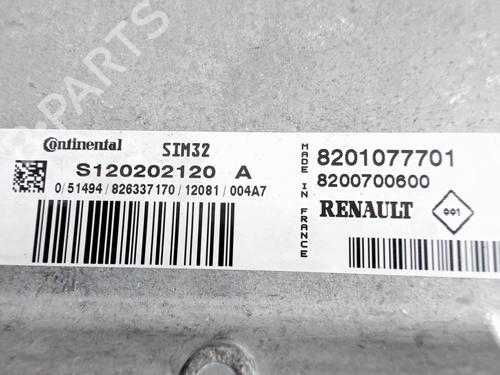 Continental SIM32
S120202120 A
0/51494/826337170/12081/004A7
MADE IN FRANCE
8201077701
8200700600
RENAULT
001
B-PARTS